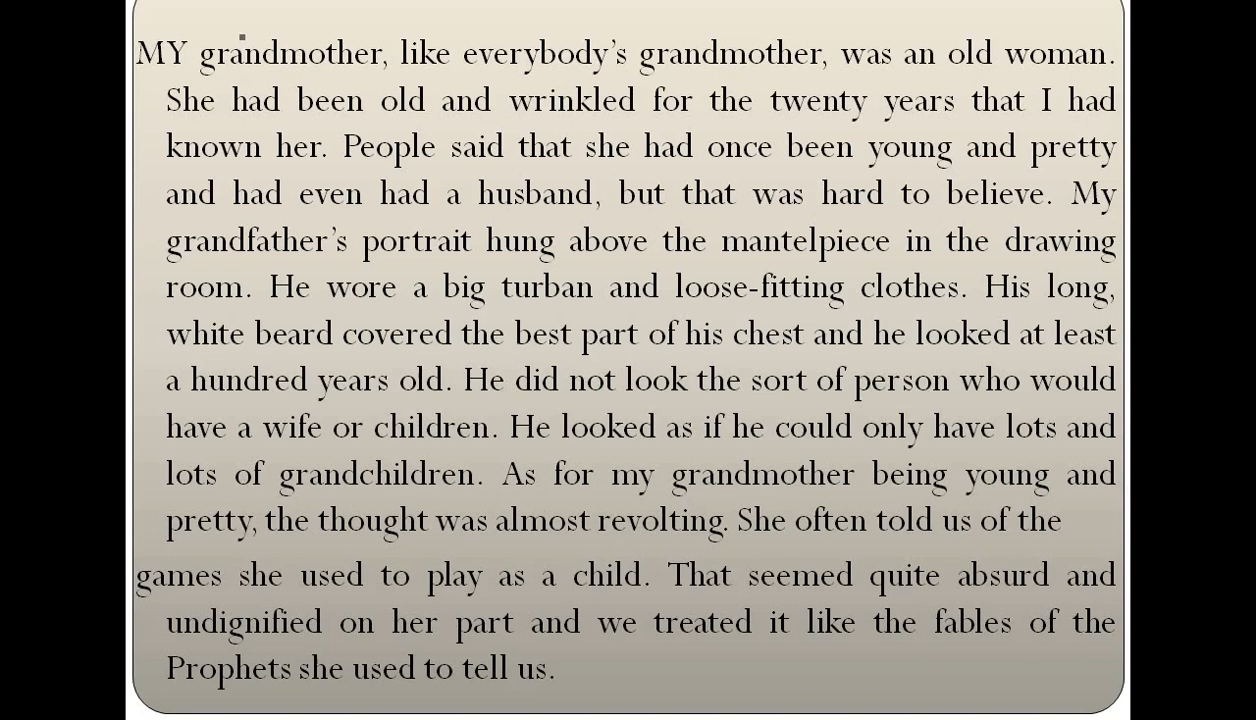 MY grandmother, like everybody’s grandmother, was an old woman.
She had been old and wrinkled for the twenty years that I had
known her. People said that she had once been young and pretty
and had even had a husband, but that was hard to believe. My
grandfather’s portrait hung above the mantelpiece in the drawing
room. He wore a big turban and loose-fitting clothes. His long,
white beard covered the best part of his chest and he looked at least
a hundred years old. He did not look the sort of person who would
have a wife or children. He looked as if he could only have lots and
lots of grandchildren. As for my grandmother being young and
pretty, the thought was almost revolting. She often told us of the
games she used to play as a child. That seemed quite absurd and
undignified on her part and we treated it like the fables of the
Prophets she used to tell us.